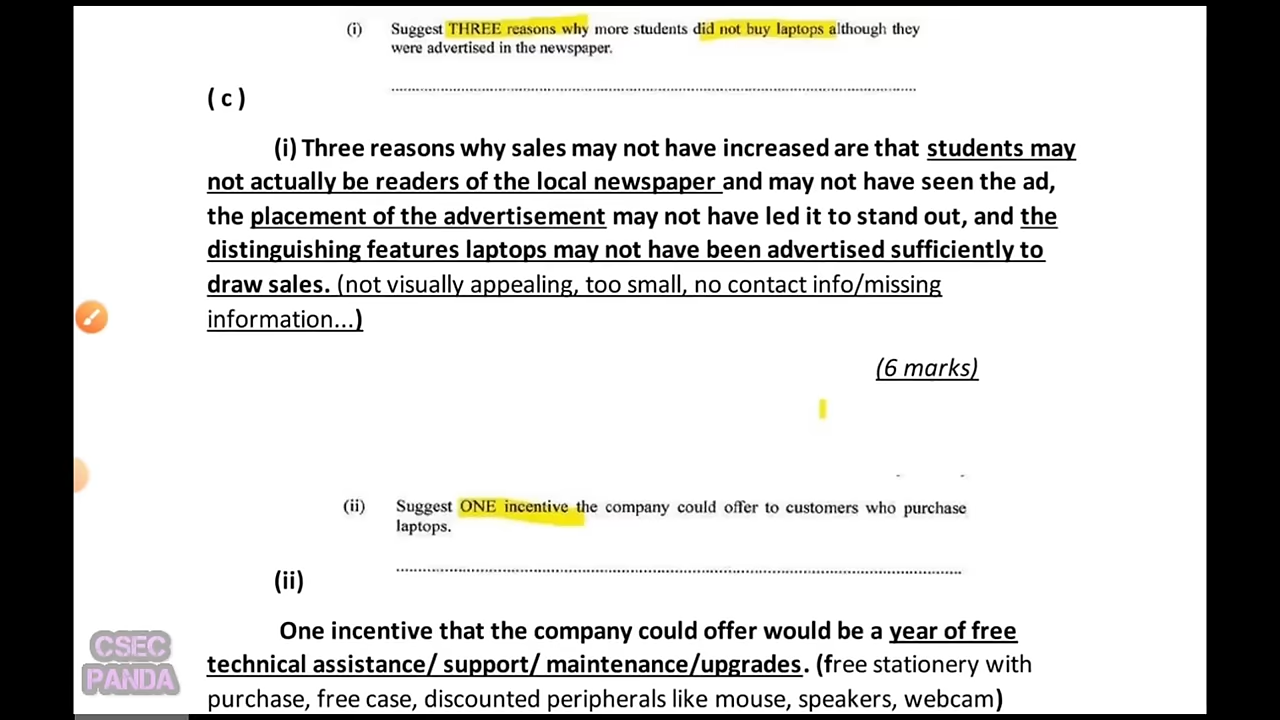 (i) Suggest THREE reasons why more students did not buy laptops although they
were advertised in the newspaper.
( c )
(i) Three reasons why sales may not have increased are that students may
not actually be readers of the local newspaper and may not have seen the ad,
the placement of the advertisement may not have led it to stand out, and the
distinguishing features laptops may not have been advertised sufficiently to
draw sales. (not visually appealing, too small, no contact info/missing
information...)
(6 marks)
(ii) Suggest ONE incentive the company could offer to customers who purchase
laptops.
(ii)
One incentive that the company could offer would be a year of free
technical assistance/ support/ maintenance/upgrades. (free stationery with
purchase, free case, discounted peripherals like mouse, speakers, webcam)
CSEC
PANDA